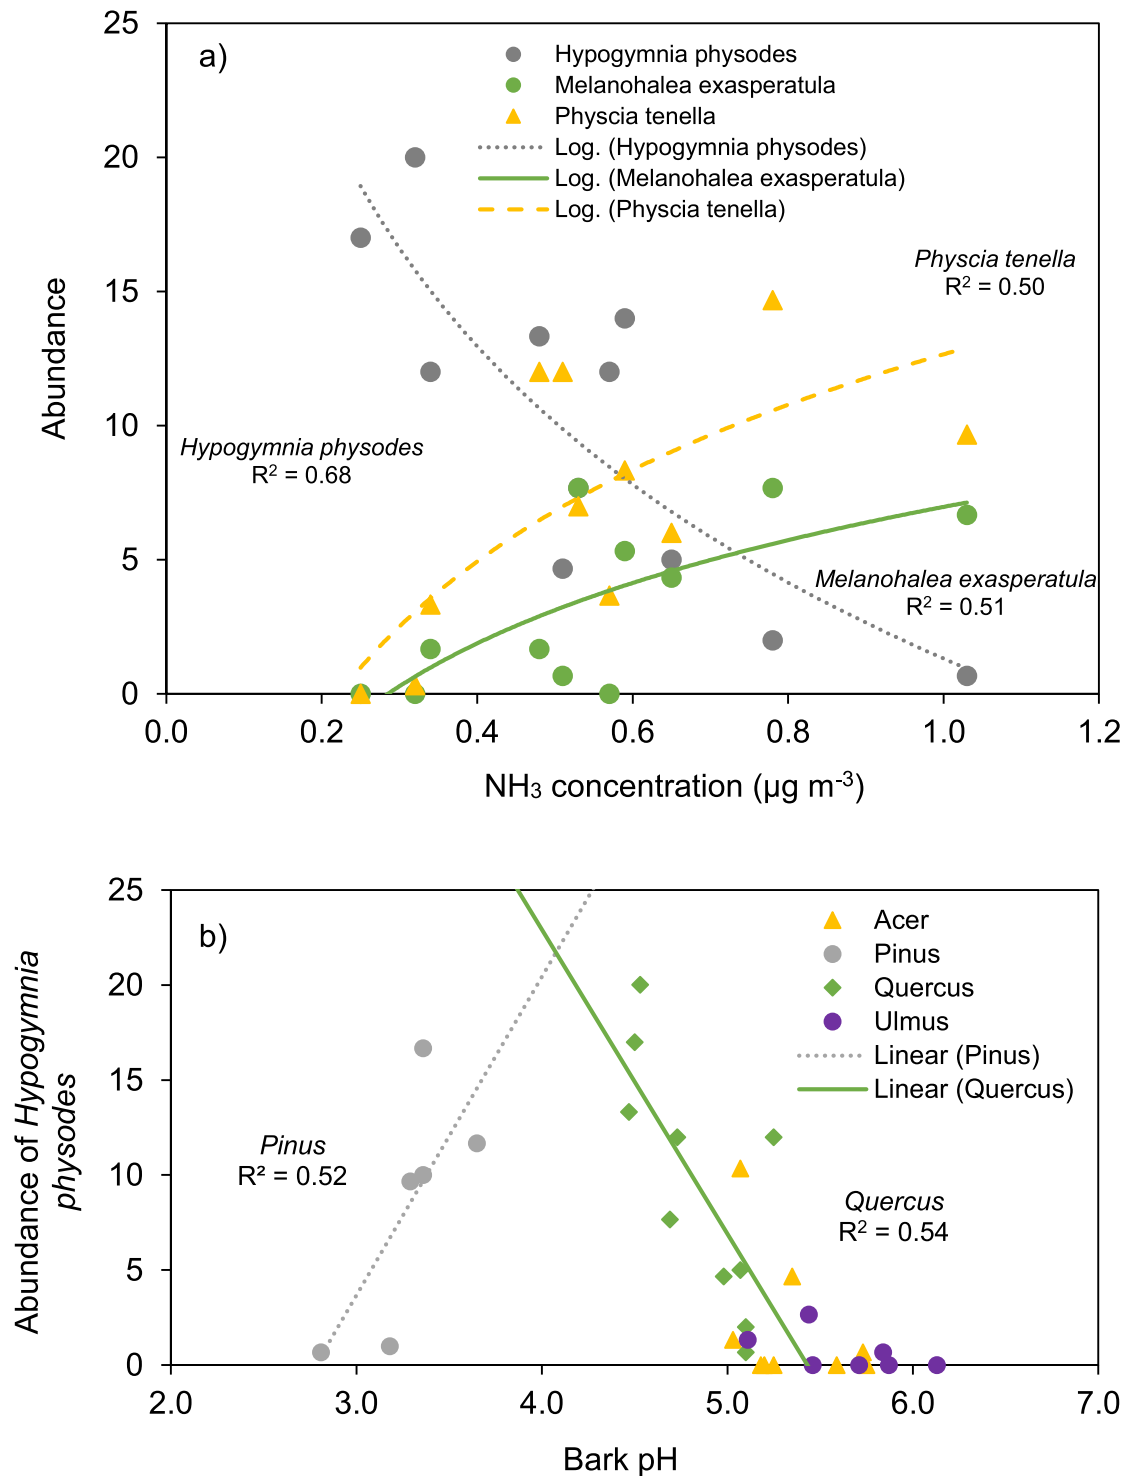 25
a)
Hypogymnia physodes
Melanohalea exasperatula
Physcia tenella
Log. (Hypogymnia physodes)
Log. (Melanohalea exasperatula)
Log. (Physcia tenella)
20
15
10
5
0
Abundance
Physcia tenella
R² = 0.50
Hypogymnia physodes
R² = 0.68
Melanohalea exasperatula
R² = 0.51
0.0 0.2 0.4 0.6 0.8 1.0 1.2
NH₃ concentration (µg m⁻³)
25
b)
Acer
Pinus
Quercus
Ulmus
Linear (Pinus)
Linear (Quercus)
20
15
10
5
0
Abundance of Hypogymnia
physodes
Pinus
R² = 0.52
Quercus
R² = 0.54
2.0 3.0 4.0 5.0 6.0 7.0
Bark pH